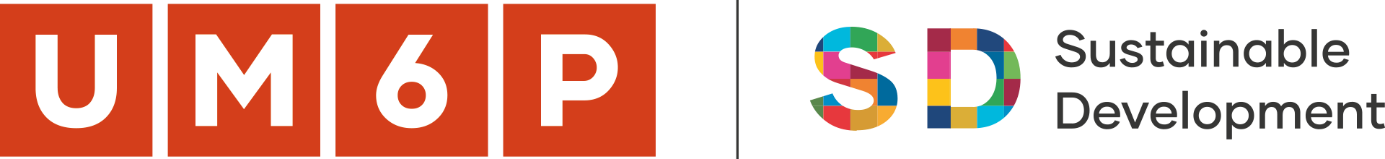 UM6P
SD
Sustainable
Development